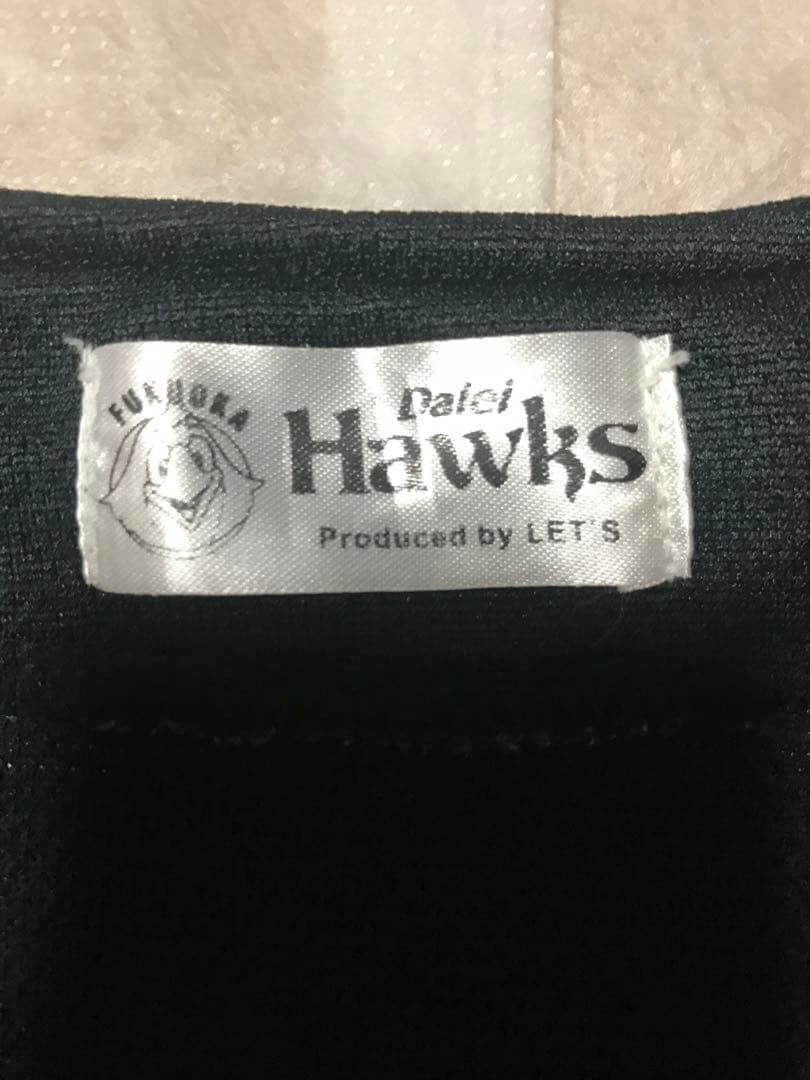 FUKUOKA
Daiei
Hawks
Produced by LET'S